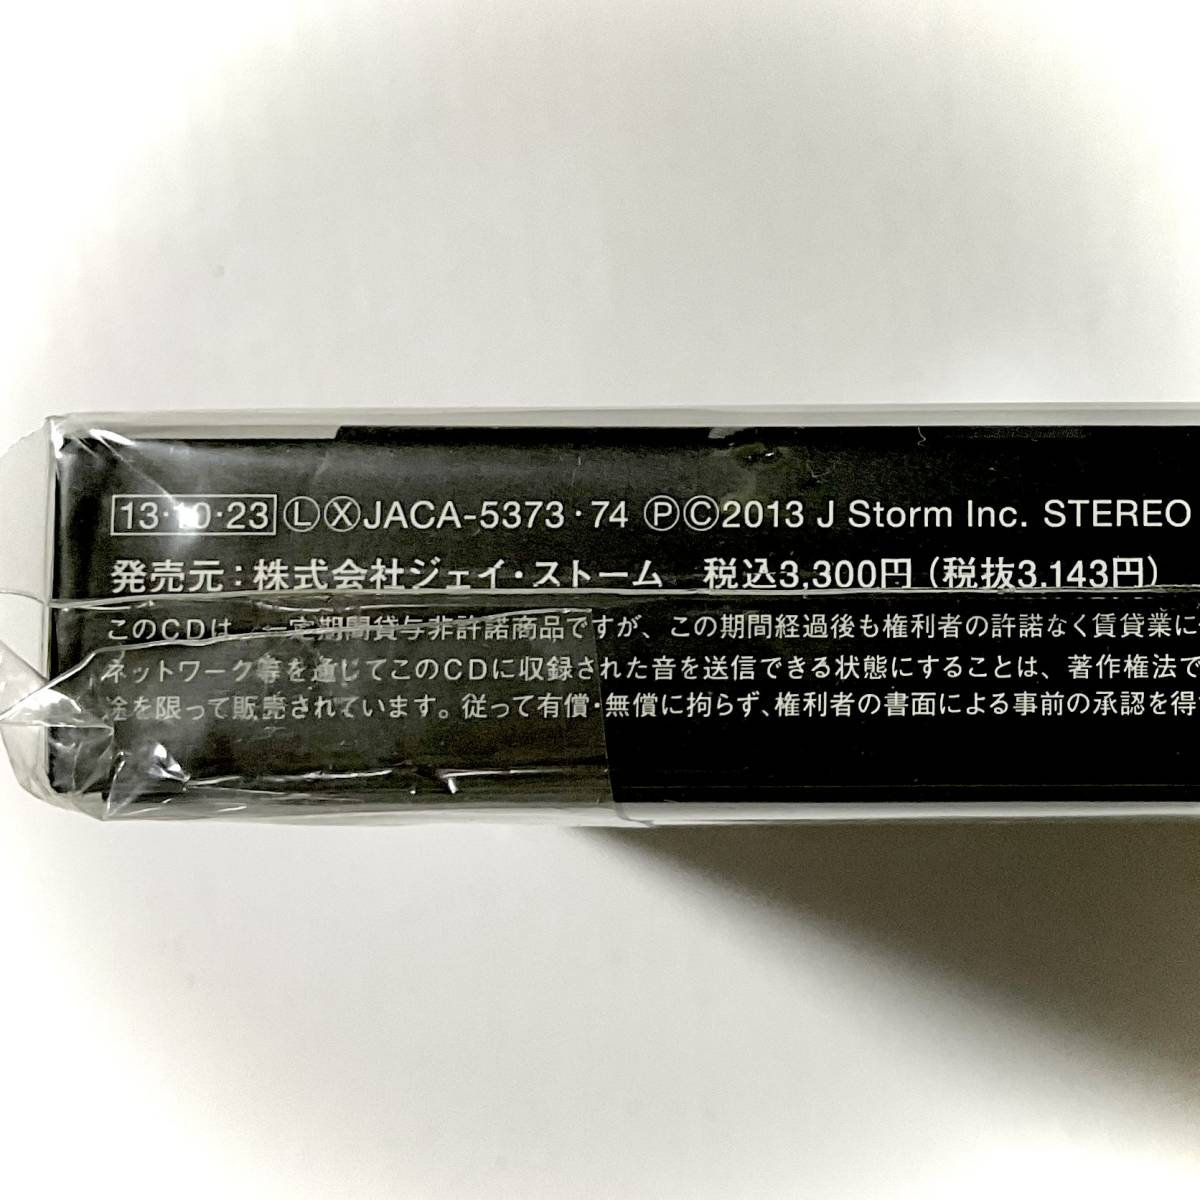 13·10·23 ⓁⓍJACA-5373·74 ⓅⒸ2013 J Storm Inc. STEREO
発売元：株式会社ジェイ・ストーム 税込3,300円（税抜3,143円）
このCDは、一定期間貸与非許諾商品ですが、この期間経過後も権利者の許諾なく賃貸業に
ネットワーク等を通じてこのCDに収録された音を送信できる状態にすることは、著作権法で
途を限って販売されています。従って有償・無償に拘らず、権利者の書面による事前の承認を得